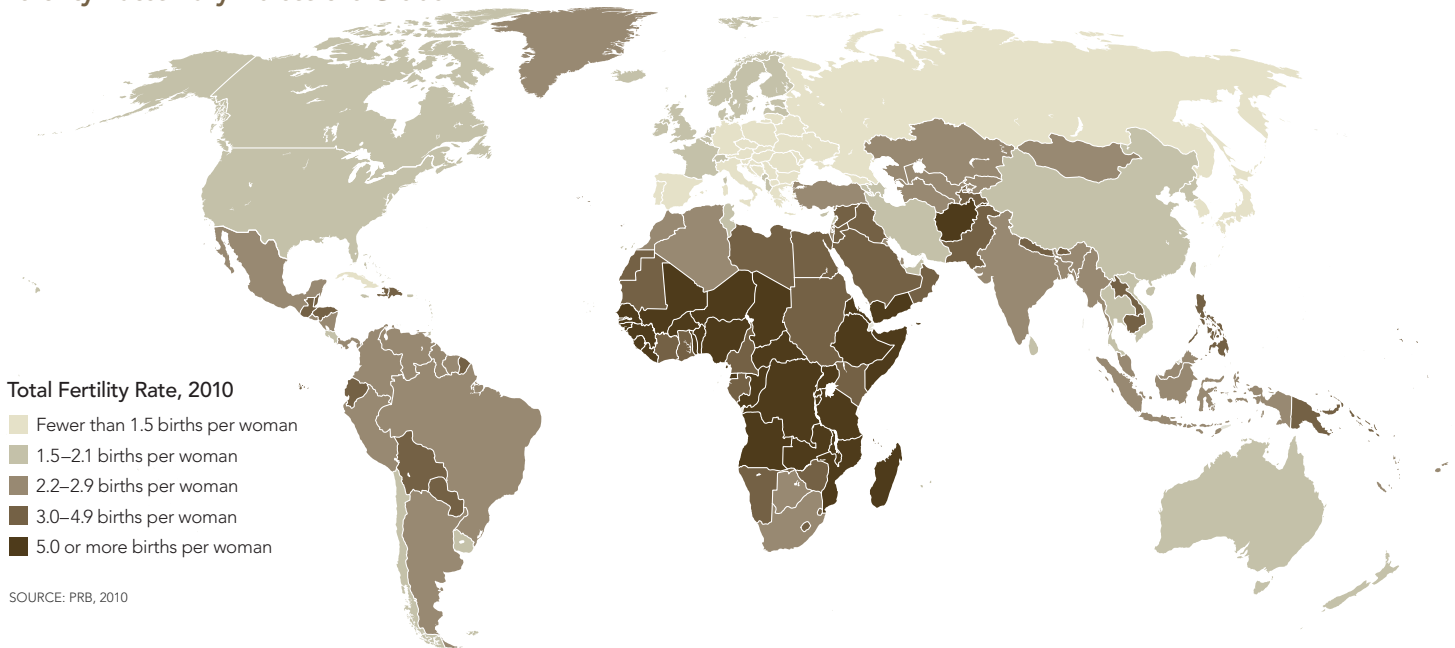 Total Fertility Rate, 2010
Fewer than 1.5 births per woman
1.5–2.1 births per woman
2.2–2.9 births per woman
3.0–4.9 births per woman
5.0 or more births per woman
SOURCE: PRB, 2010